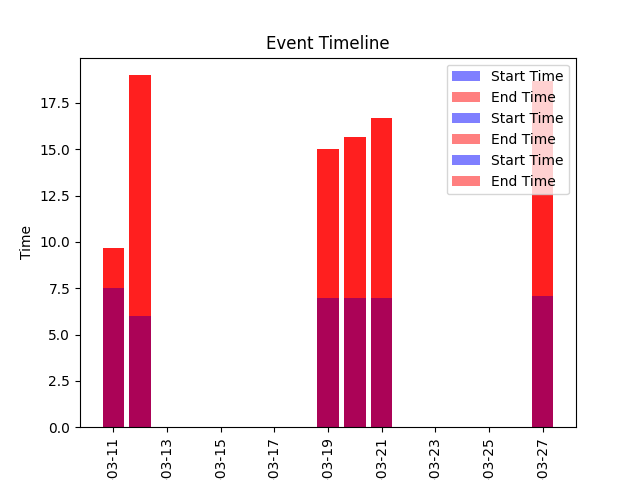 Event Timeline
Start Time
End Time
Start Time
End Time
Start Time
End Time
Time
17.5
15.0
12.5
10.0
7.5
5.0
2.5
0.0
03-11
03-13
03-15
03-17
03-19
03-21
03-23
03-25
03-27